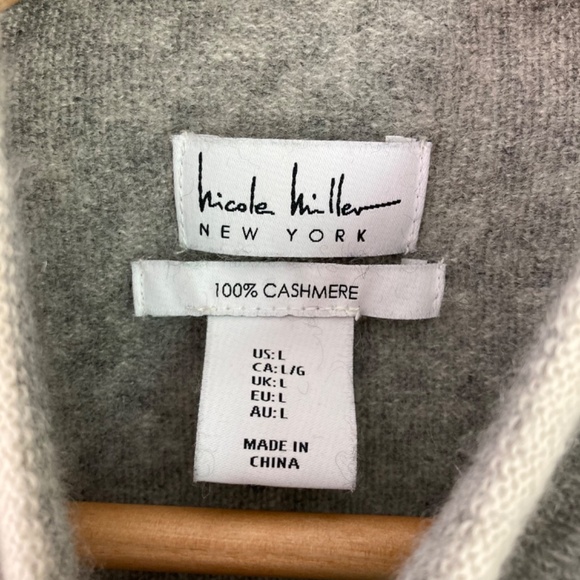 nicole miller
NEW YORK
100% CASHMERE
US: L
CA: L/G
UK: L
EU: L
AU: L
MADE IN
CHINA